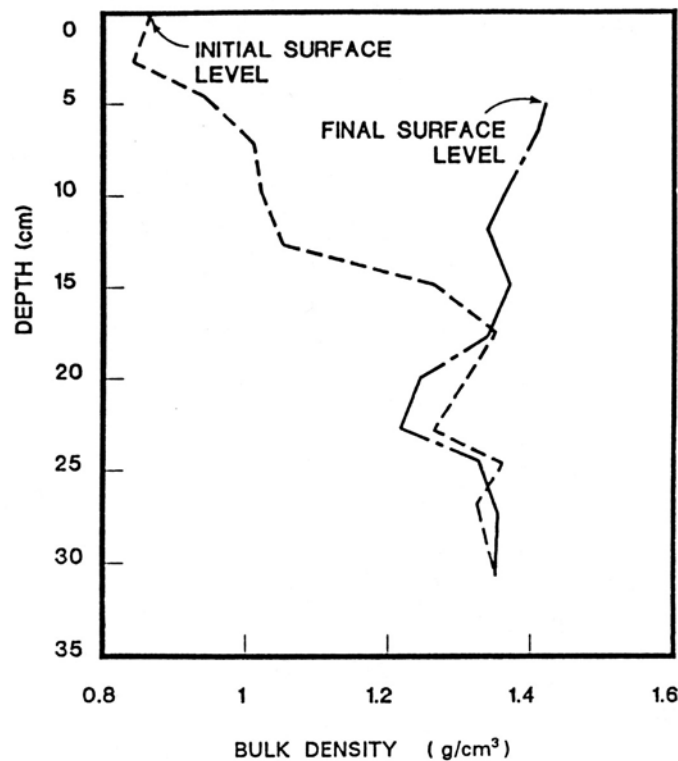 0
INITIAL SURFACE
LEVEL
5
FINAL SURFACE
LEVEL
10
DEPTH (cm)
15
20
25
30
35
0.8 1 1.2 1.4 1.6
BULK DENSITY ( g/cm³)